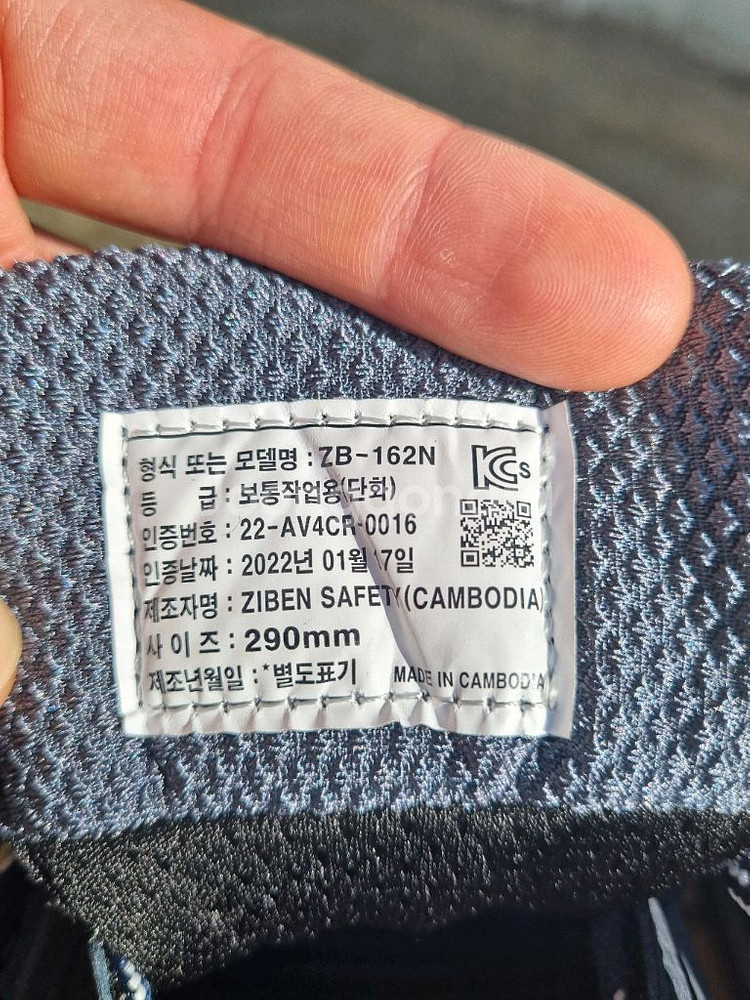 형식 또는 모델명 : ZB-162N
KCs
등 급 : 보통작업용(단화)
인증번호 : 22-AV4CR-0016
인증날짜 : 2022년 01월 17일
제조자명 : ZIBEN SAFETY(CAMBODIA)
사 이 즈 : 290mm
제조년월일 : *별도표기 MADE IN CAMBODIA